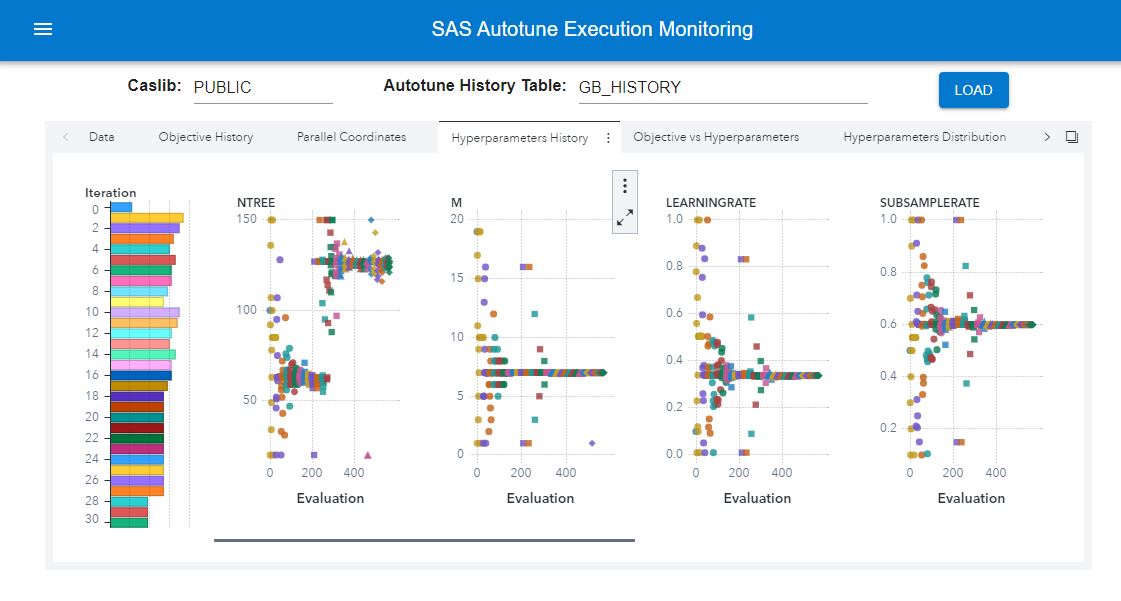 SAS Autotune Execution Monitoring
Caslib: PUBLIC Autotune History Table: GB_HISTORY LOAD
Data Objective History Parallel Coordinates Hyperparameters History Objective vs Hyperparameters Hyperparameters Distribution
Iteration
0
2
4
6
8
10
12
14
16
18
20
22
24
26
28
30
NTREE
150
100
50
0 200 400
Evaluation
M
20
15
10
5
0
0 200 400
Evaluation
LEARNINGRATE
1.0
0.8
0.6
0.4
0.2
0.0
0 200 400
Evaluation
SUBSAMPLERATE
1.0
0.8
0.6
0.4
0.2
0 200 400
Evaluation